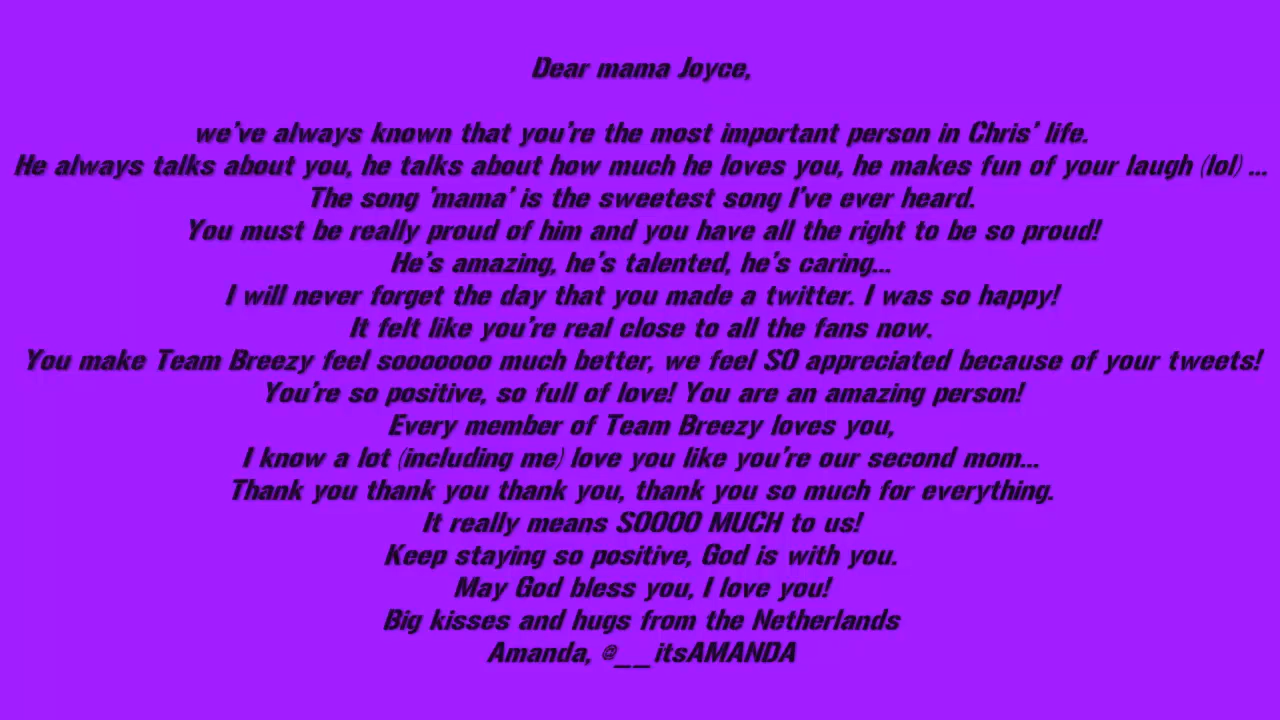 Dear mama Joyce,
we've always known that you're the most important person in Chris' life.
He always talks about you, he talks about how much he loves you, he makes fun of your laugh (lol) ...
The song 'mama' is the sweetest song I've ever heard.
You must be really proud of him and you have all the right to be so proud!
He's amazing, he's talented, he's caring...
I will never forget the day that you made a twitter. I was so happy!
It felt like you're real close to all the fans now.
You make Team Breezy feel sooooooo much better, we feel SO appreciated because of your tweets!
You're so positive, so full of love! You are an amazing person!
Every member of Team Breezy loves you,
I know a lot (including me) love you like you're our second mom...
Thank you thank you thank you, thank you so much for everything.
It really means SOOOO MUCH to us!
Keep staying so positive, God is with you.
May God bless you, I love you!
Big kisses and hugs from the Netherlands
Amanda, @__itsAMANDA